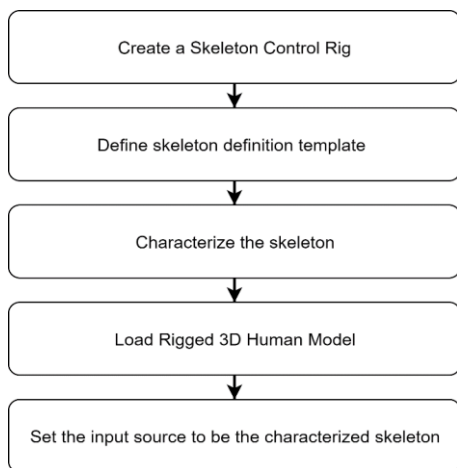 Create a Skeleton Control Rig
Define skeleton definition template
Characterize the skeleton
Load Rigged 3D Human Model
Set the input source to be the characterized skeleton